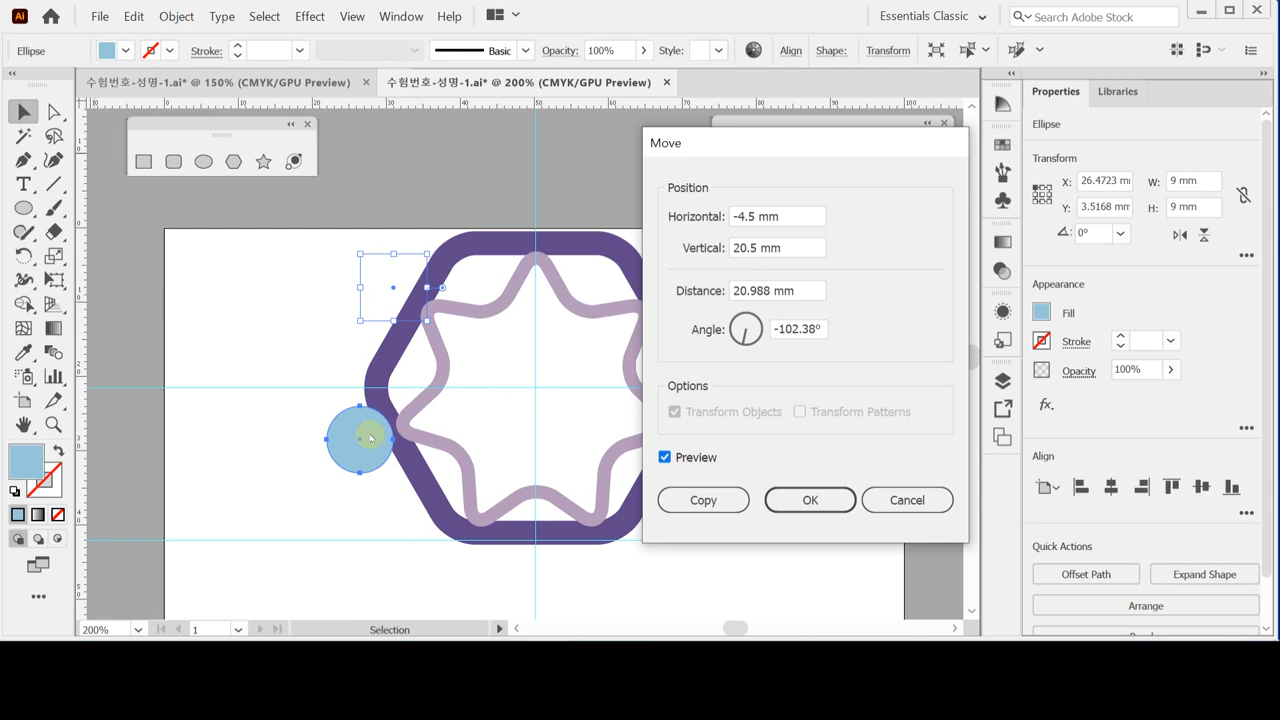 Ai File Edit Object Type Select Effect View Window Help Essentials Classic Search Adobe Stock
Ellipse Stroke: Basic Opacity: 100% Style: Align Shape: Transform
수험번호-성명-1.ai* @ 150% (CMYK/GPU Preview) × 수험번호-성명-1.ai* @ 200% (CMYK/GPU Preview) ×
Properties Libraries
Ellipse
Transform
X: 26.4723 mm W: 9 mm
Y: 3.5168 mm H: 9 mm
0°
Appearance
Fill
Stroke
Opacity 100%
fx.
Align
Quick Actions
Offset Path Expand Shape
Arrange
Move
Position
Horizontal: -4.5 mm
Vertical: 20.5 mm
Distance: 20.988 mm
Angle: -102.38°
Options
Transform Objects Transform Patterns
Preview
Copy OK Cancel
200% 1 Selection